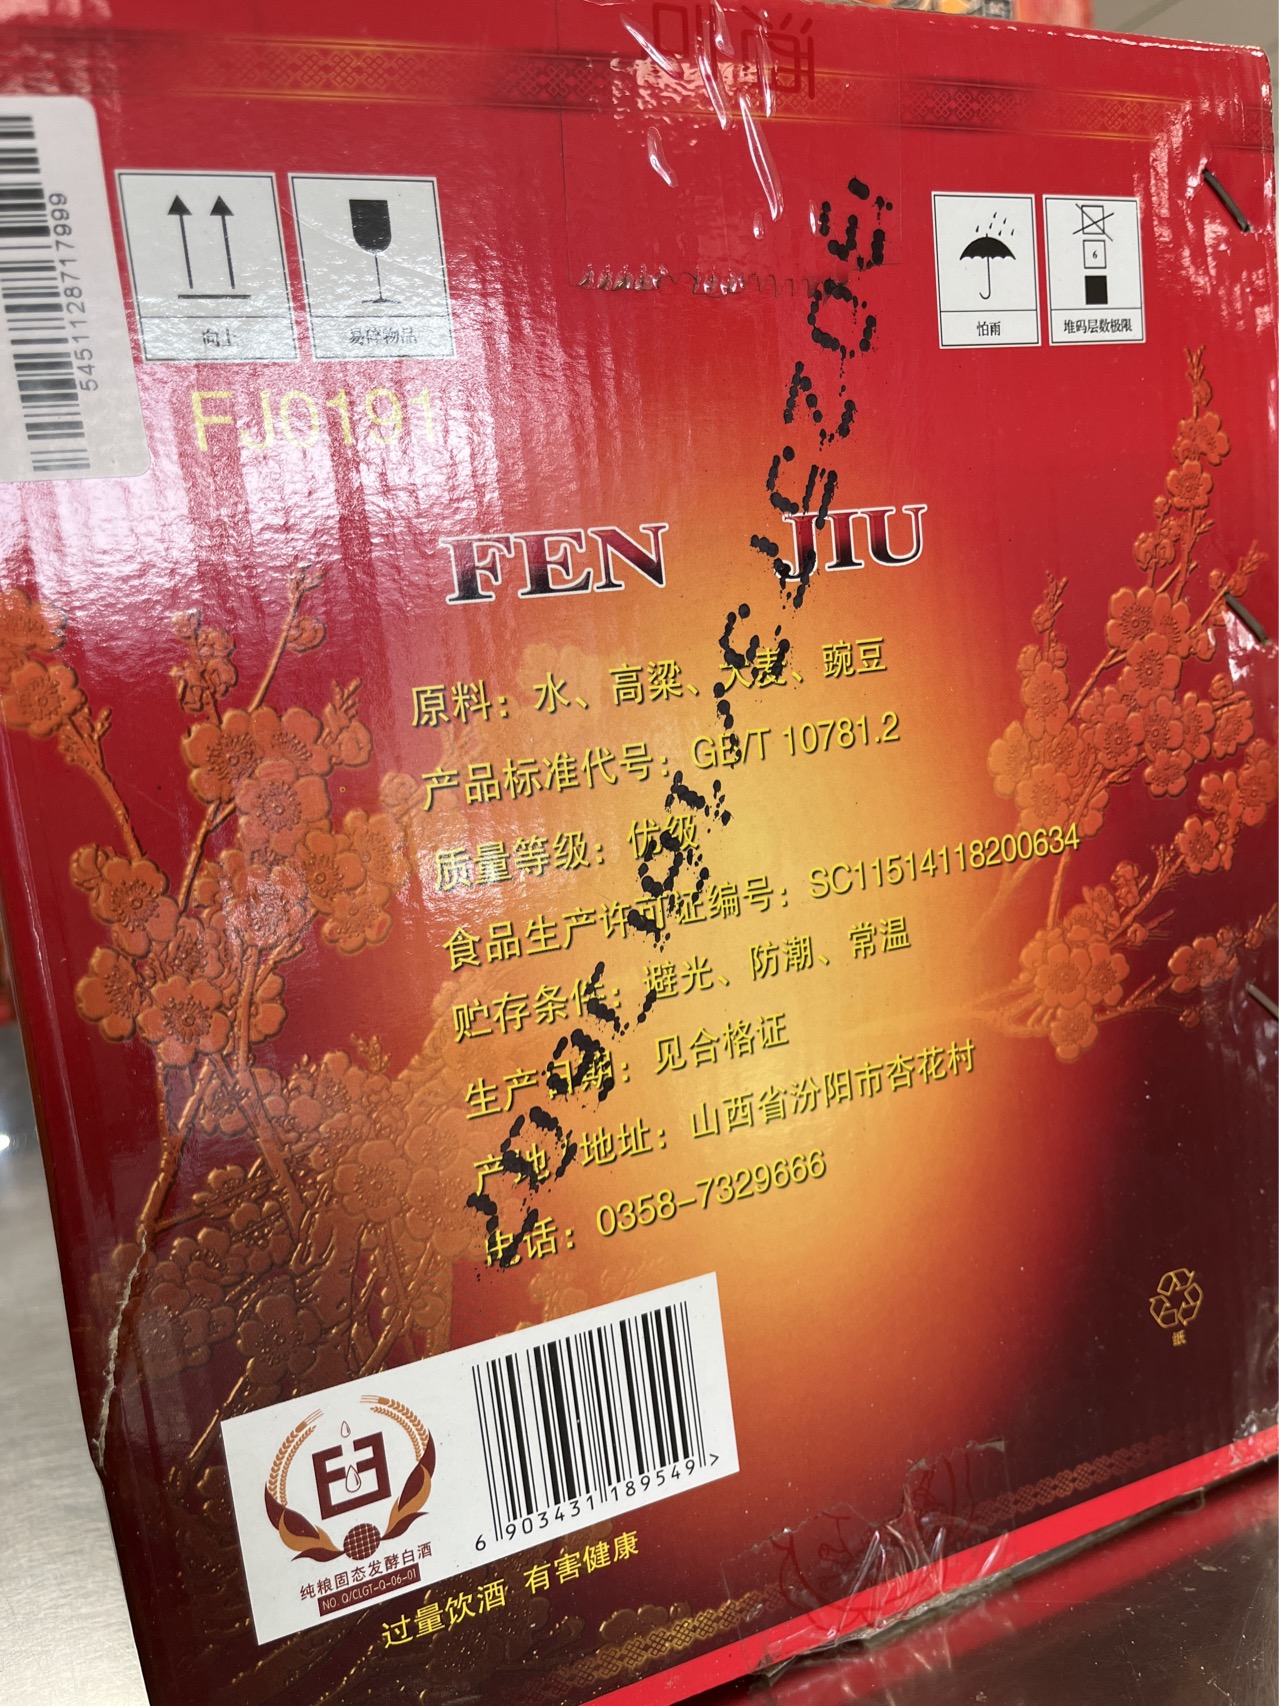 5451128717999
向上
易碎物品
怕雨
6
堆码层数极限
FJ0191
FEN JIU
原料：水、高粱、大麦、豌豆
产品标准代号：GB/T 10781.2
质量等级：优级
食品生产许可证编号：SC11514118200634
贮存条件：避光、防潮、常温
生产日期：见合格证
产地/地址：山西省汾阳市杏花村
电话：0358-7329666
纯粮固态发酵白酒
NO. Q/CLGT-Q-06-01
6 903431 189549 >
过量饮酒 有害健康
纸